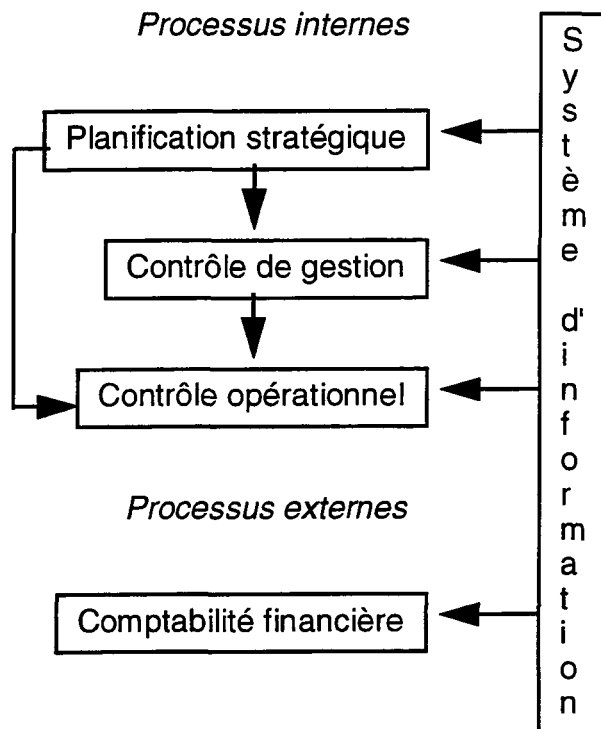 Processus internes
Planification stratégique
Contrôle de gestion
Contrôle opérationnel
Processus externes
Comptabilité financière
Système d'information